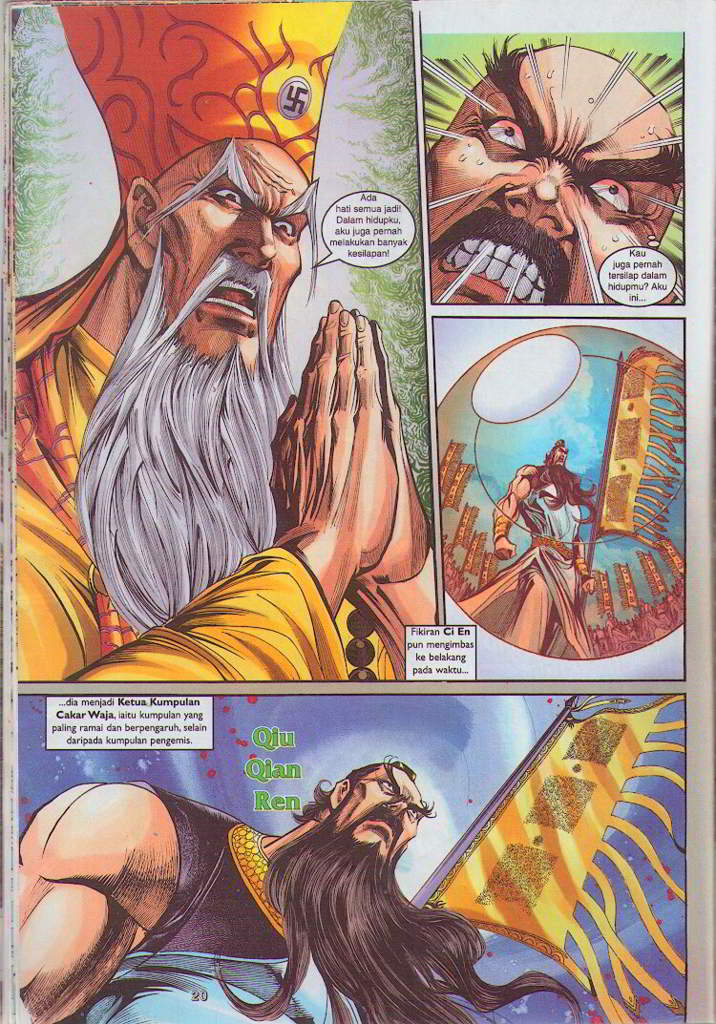 Ada
hati semua jadi!
Dalam hidupku,
aku juga pernah
melakukan banyak
kesilapan!
Kau
juga pernah
tersilap dalam
hidupmu? Aku
ini...
Fikiran Ci En
pun mengimbas
ke belakang
pada waktu...
...dia menjadi Ketua Kumpulan
Cakar Waja, iaitu kumpulan yang
paling ramai dan berpengaruh, selain
daripada kumpulan pengemis.
Qiu
Qian
Ren
20